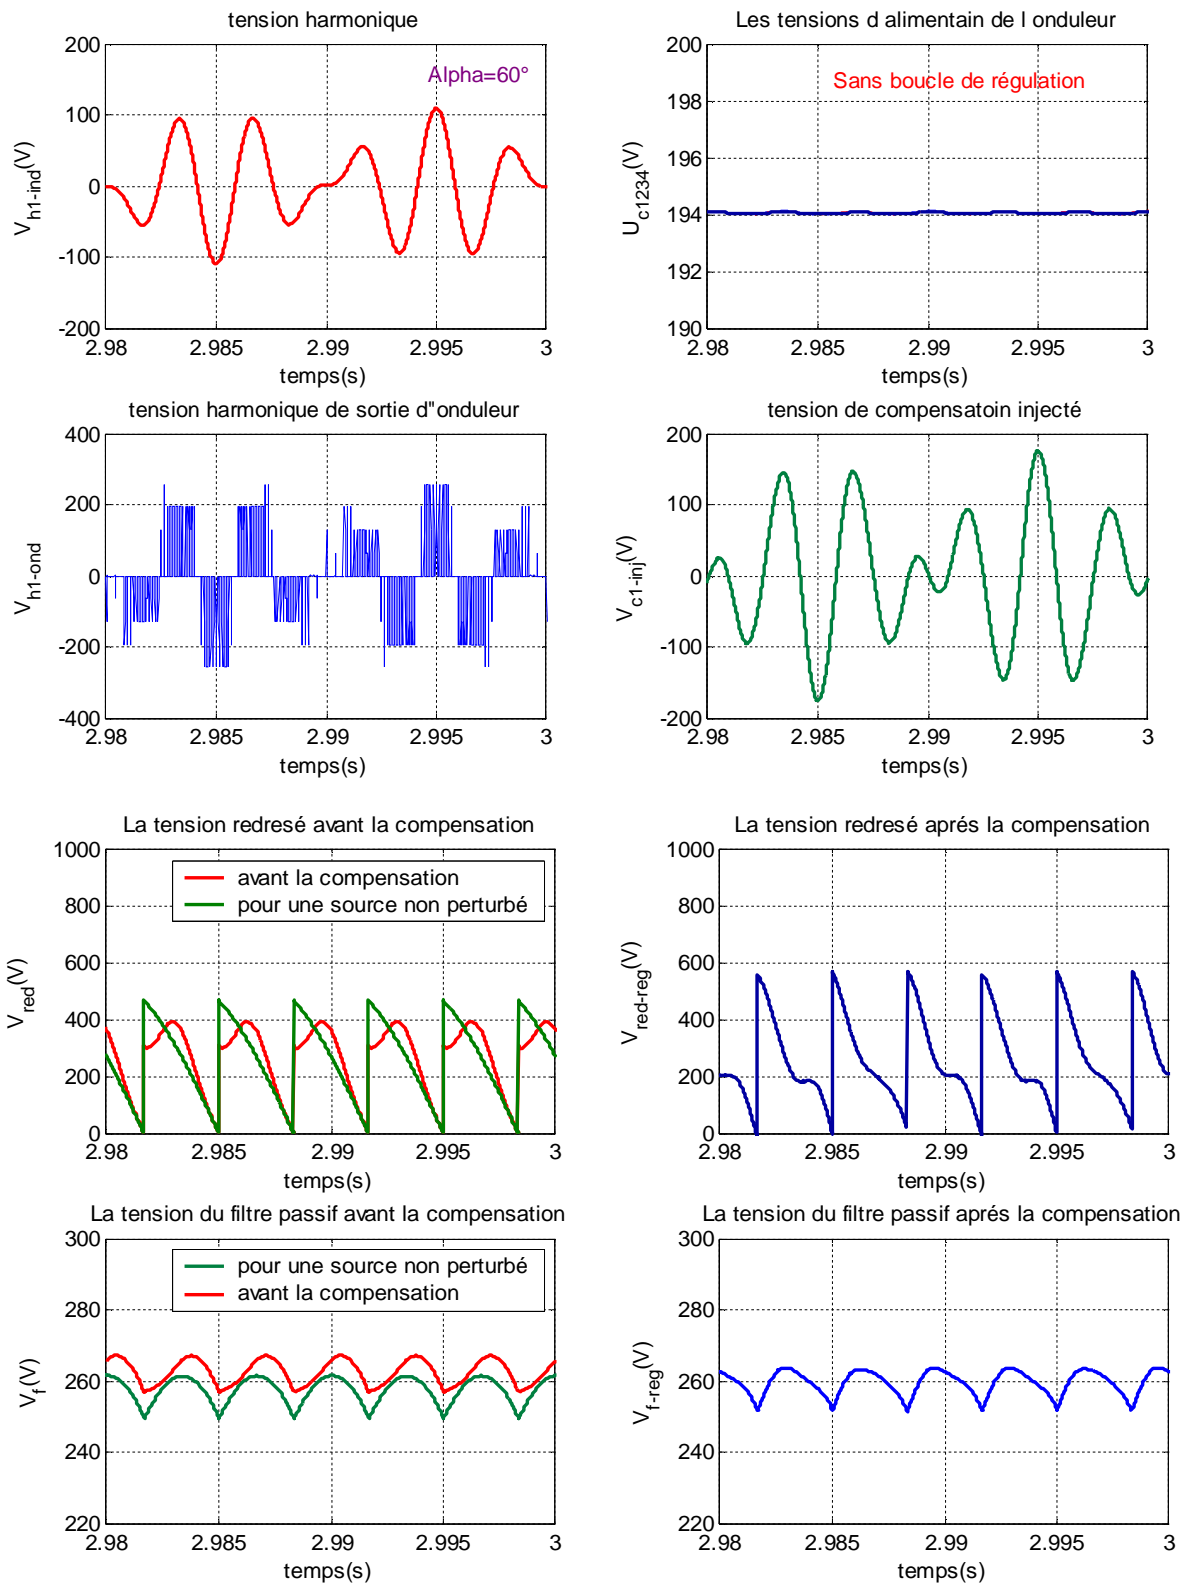 tension harmonique
Les tensions d alimentain de l onduleur
200
100
0
-100
-200
V_h1-ind(V)
Alpha=60°
2.98 2.985 2.99 2.995 3
temps(s)
200
198
196
194
192
190
U_c1234(V)
Sans boucle de régulation
2.98 2.985 2.99 2.995 3
temps(s)
tension harmonique de sortie d"onduleur
tension de compensatoin injecté
400
200
0
-200
-400
V_h1-ond
2.98 2.985 2.99 2.995 3
temps(s)
200
100
0
-100
-200
V_c1-inj(V)
2.98 2.985 2.99 2.995 3
temps(s)
La tension redresé avant la compensation
La tension redresé aprés la compensation
1000
800
600
400
200
0
V_red(V)
avant la compensation
pour une source non perturbé
2.98 2.985 2.99 2.995 3
temps(s)
1000
800
600
400
200
0
V_red-reg(V)
2.98 2.985 2.99 2.995 3
temps(s)
La tension du filtre passif avant la compensation
La tension du filtre passif aprés la compensation
300
280
260
240
220
V_f(V)
pour une source non perturbé
avant la compensation
2.98 2.985 2.99 2.995 3
temps(s)
300
280
260
240
220
V_f-reg(V)
2.98 2.985 2.99 2.995 3
temps(s)